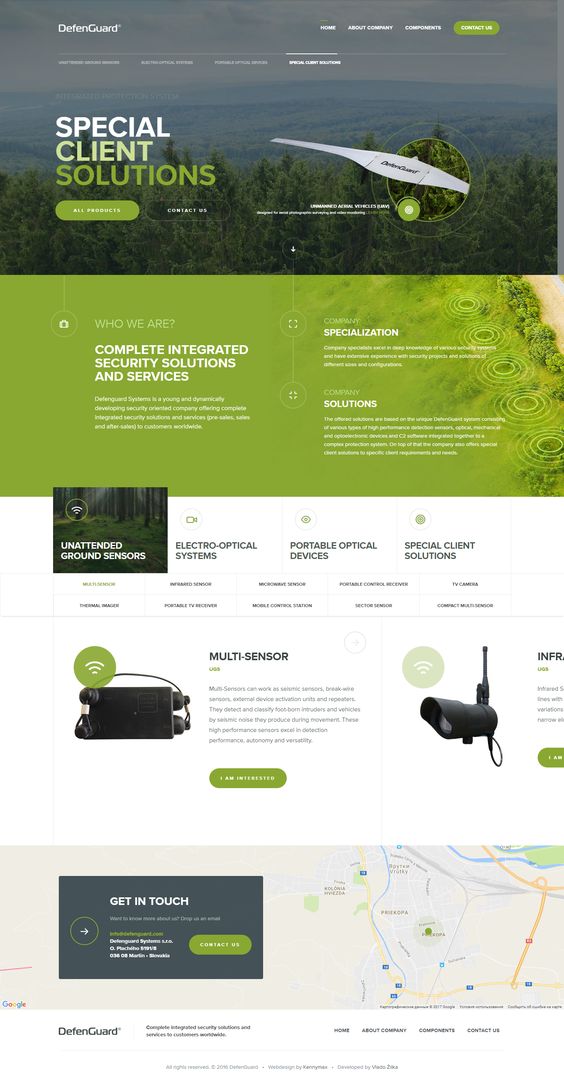 DefenGuard®
HOME ABOUT COMPANY COMPONENTS CONTACT US
UNATTENDED GROUND SENSORS ELECTRO-OPTICAL SYSTEMS PORTABLE OPTICAL DEVICES SPECIAL CLIENT SOLUTIONS
INTEGRATED PROTECTION SYSTEM
SPECIAL
CLIENT
SOLUTIONS
ALL PRODUCTS CONTACT US
DefenGuard
UNMANNED AERIAL VEHICLES (UAV)
designed for aerial photographic surveying and video monitoring LEARN MORE
WHO WE ARE?
COMPLETE INTEGRATED
SECURITY SOLUTIONS
AND SERVICES
Defenguard Systems is a young and dynamically
developing security oriented company offering complete
integrated security solutions and services (pre-sales, sales
and after-sales) to customers worldwide.
COMPANY
SPECIALIZATION
Company specialists excel in deep knowledge of various security systems
and have extensive experience with security projects and solutions of
different sizes and configurations.
COMPANY
SOLUTIONS
The offered solutions are based on the unique DefenGuard system consisting
of various types of high performance detection sensors, optical, mechanical
and optoelectronic devices and C2 software integrated together to a
complex protection system. On top of that the company also offers special
client solutions to specific client requirements and needs.
UNATTENDED
GROUND SENSORS
ELECTRO-OPTICAL
SYSTEMS
PORTABLE OPTICAL
DEVICES
SPECIAL CLIENT
SOLUTIONS
MULTI-SENSOR INFRARED SENSOR MICROWAVE SENSOR PORTABLE CONTROL RECEIVER TV CAMERA
THERMAL IMAGER PORTABLE TV RECEIVER MOBILE CONTROL STATION SECTOR SENSOR COMPACT MULTI-SENSOR
MULTI-SENSOR
UGS
Multi-Sensors can work as seismic sensors, break-wire
sensors, external device activation units and repeaters.
They detect and classify foot-born intruders and vehicles
by seismic noise they produce during movement. These
high performance sensors excel in detection
performance, autonomy and versatility.
I AM INTERESTED
INFRA
UGS
Infrared S
lines with
variations
narrow el
I AM
GET IN TOUCH
Want to know more about us? Drop us an email
info@defenguard.com
Defenguard Systems s.r.o.
O. Plachého 5191/8
036 08 Martin - Slovakia
CONTACT US
Врутки
Vrútky
KOLÓNIA
HVIEZDA
PRIEKOPA
PRIEKOPA
Google
Картографические данные © 2017 Google Условия использования Сообщить об ошибке на карте
DefenGuard®
Complete integrated security solutions and
services to customers worldwide.
HOME ABOUT COMPANY COMPONENTS CONTACT US
All rights reserved. © 2016 DefenGuard • Webdesign by Kennymax • Developed by Vlado Žilka